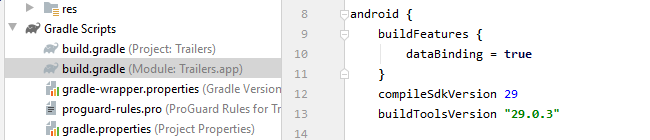 res
Gradle Scripts
build.gradle (Project: Trailers)
build.gradle (Module: Trailers.app)
gradle-wrapper.properties (Gradle Version
proguard-rules.pro (ProGuard Rules for Tr
gradle.properties (Project Properties)
8 android {
9 buildFeatures {
10 dataBinding = true
11 }
12 compileSdkVersion 29
13 buildToolsVersion "29.0.3"
14